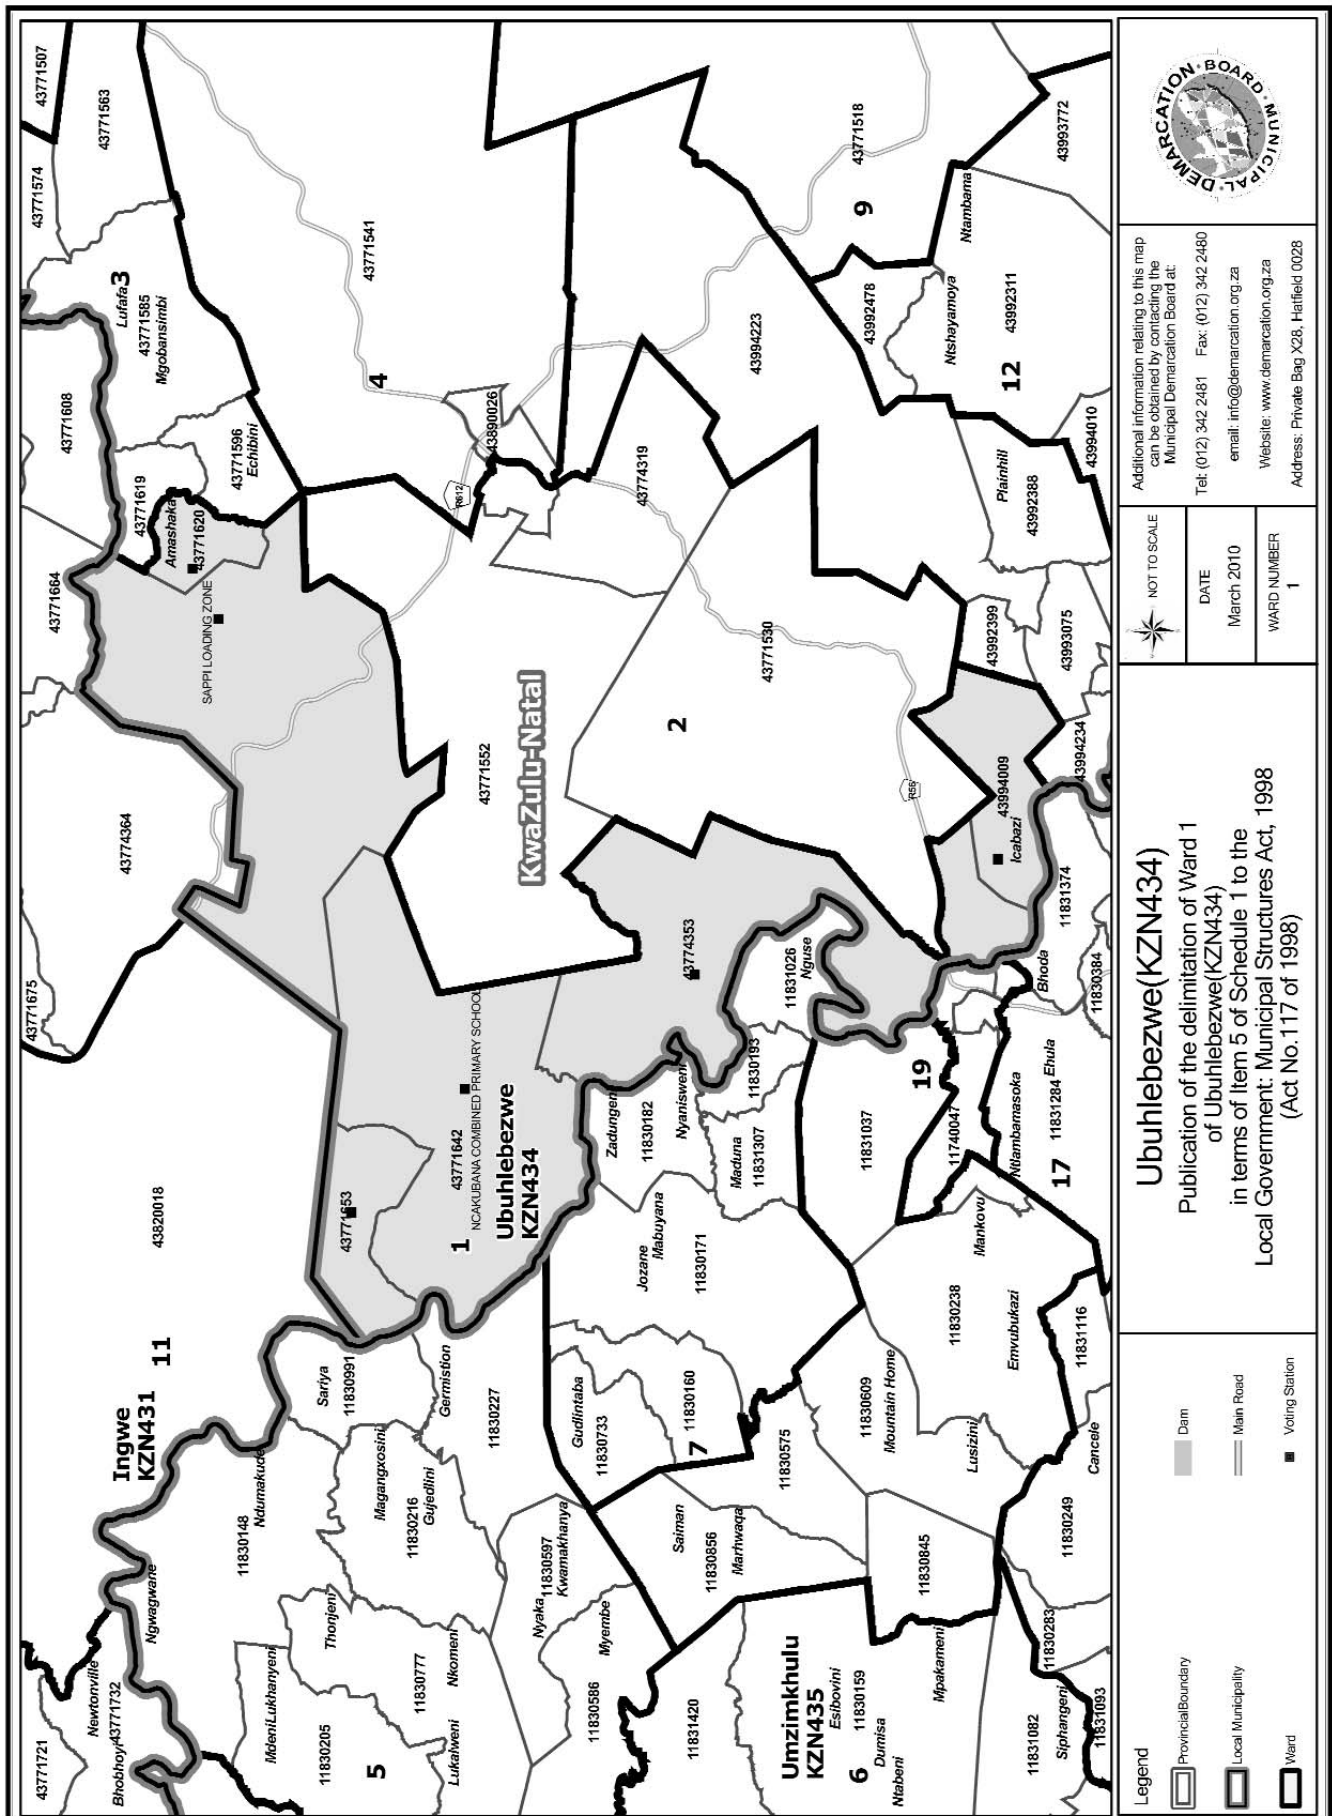 43771721
Newtonville
Bhobhoyi
43771732
Ngwagwane
Ingwe
KZN431
11
43820018
43771675
43774364
43771664
43771608
43771574
43771507
43771563
Lufafa
3
43771585
Mgobansimbi
43771619
Amashaka
43771620
43771596
Echibini
SAPPI LOADING ZONE
MdeniLukhanyeni
11830205
5
Thonjeni
11830777
Nkomeni
Lukalweni
11830148
Ndumakude
Magangxosini
11830216
Gujedlini
Sariya
11830991
Germistion
11830227
43771653
1
43771642
NCAKUBANA COMBINED PRIMARY SCHOOL
Ubuhlebezwe
KZN434
43771552
KwaZulu-Natal
4
43771541
R612
43890026
Nyaka
11830597
Kwamakhanya
Myembe
11830586
11831420
Gudlintaba
11830733
11830160
7
Jozane
Mabuyana
11830171
Zadungeni
11830182
Nyanisweni
Maduna
11831307
11830193
43774353
11831026
Nguse
2
43771530
43774319
43994223
43771518
9
Umzimkhulu
KZN435
Esibovini
6
11830159
Dumisa
Ntabeni
Mpakameni
Saiman
11830856
Marhwaqa
11830575
11830845
11830609
Mountain Home
Lusizini
11830238
Emvubukazi
Mankovu
11831037
19
11740047
Ntlambamasoka
11831284
Ehula
17
Bhoda
11831374
11830384
R56
43994009
Icabazi
43994234
43992399
43993075
Plainhill
43992388
43994010
43992478
Ntshayamoya
12
43992311
Ntambama
43993772
11831082
Siphangeni
11831093
11830283
11830249
Cancele
11831116
Legend
ProvincialBoundary
Local Municipality
Ward
Dam
Main Road
Voting Station
Ubuhlebezwe(KZN434)
Publication of the delimitation of Ward 1
of Ubuhlebezwe(KZN434)
in terms of Item 5 of Schedule 1 to the
Local Government: Municipal Structures Act, 1998
(Act No.117 of 1998)
NOT TO SCALE
DATE
March 2010
WARD NUMBER
1
Additional information relating to this map
can be obtained by contacting the
Municipal Demarcation Board at:
Tel: (012) 342 2481 Fax: (012) 342 2480
email: info@demarcation.org.za
Website: www.demarcation.org.za
Address: Private Bag X28, Hatfield 0028
MUNICIPAL DEMARCATION BOARD